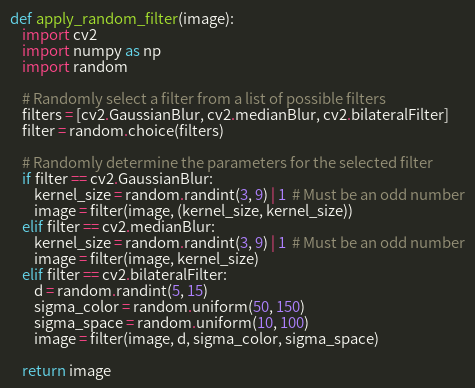 def apply_random_filter(image):
    import cv2
    import numpy as np
    import random

    # Randomly select a filter from a list of possible filters
    filters = [cv2.GaussianBlur, cv2.medianBlur, cv2.bilateralFilter]
    filter = random.choice(filters)

    # Randomly determine the parameters for the selected filter
    if filter == cv2.GaussianBlur:
        kernel_size = random.randint(3, 9) | 1  # Must be an odd number
        image = filter(image, (kernel_size, kernel_size))
    elif filter == cv2.medianBlur:
        kernel_size = random.randint(3, 9) | 1  # Must be an odd number
        image = filter(image, kernel_size)
    elif filter == cv2.bilateralFilter:
        d = random.randint(5, 15)
        sigma_color = random.uniform(50, 150)
        sigma_space = random.uniform(10, 100)
        image = filter(image, d, sigma_color, sigma_space)

    return image